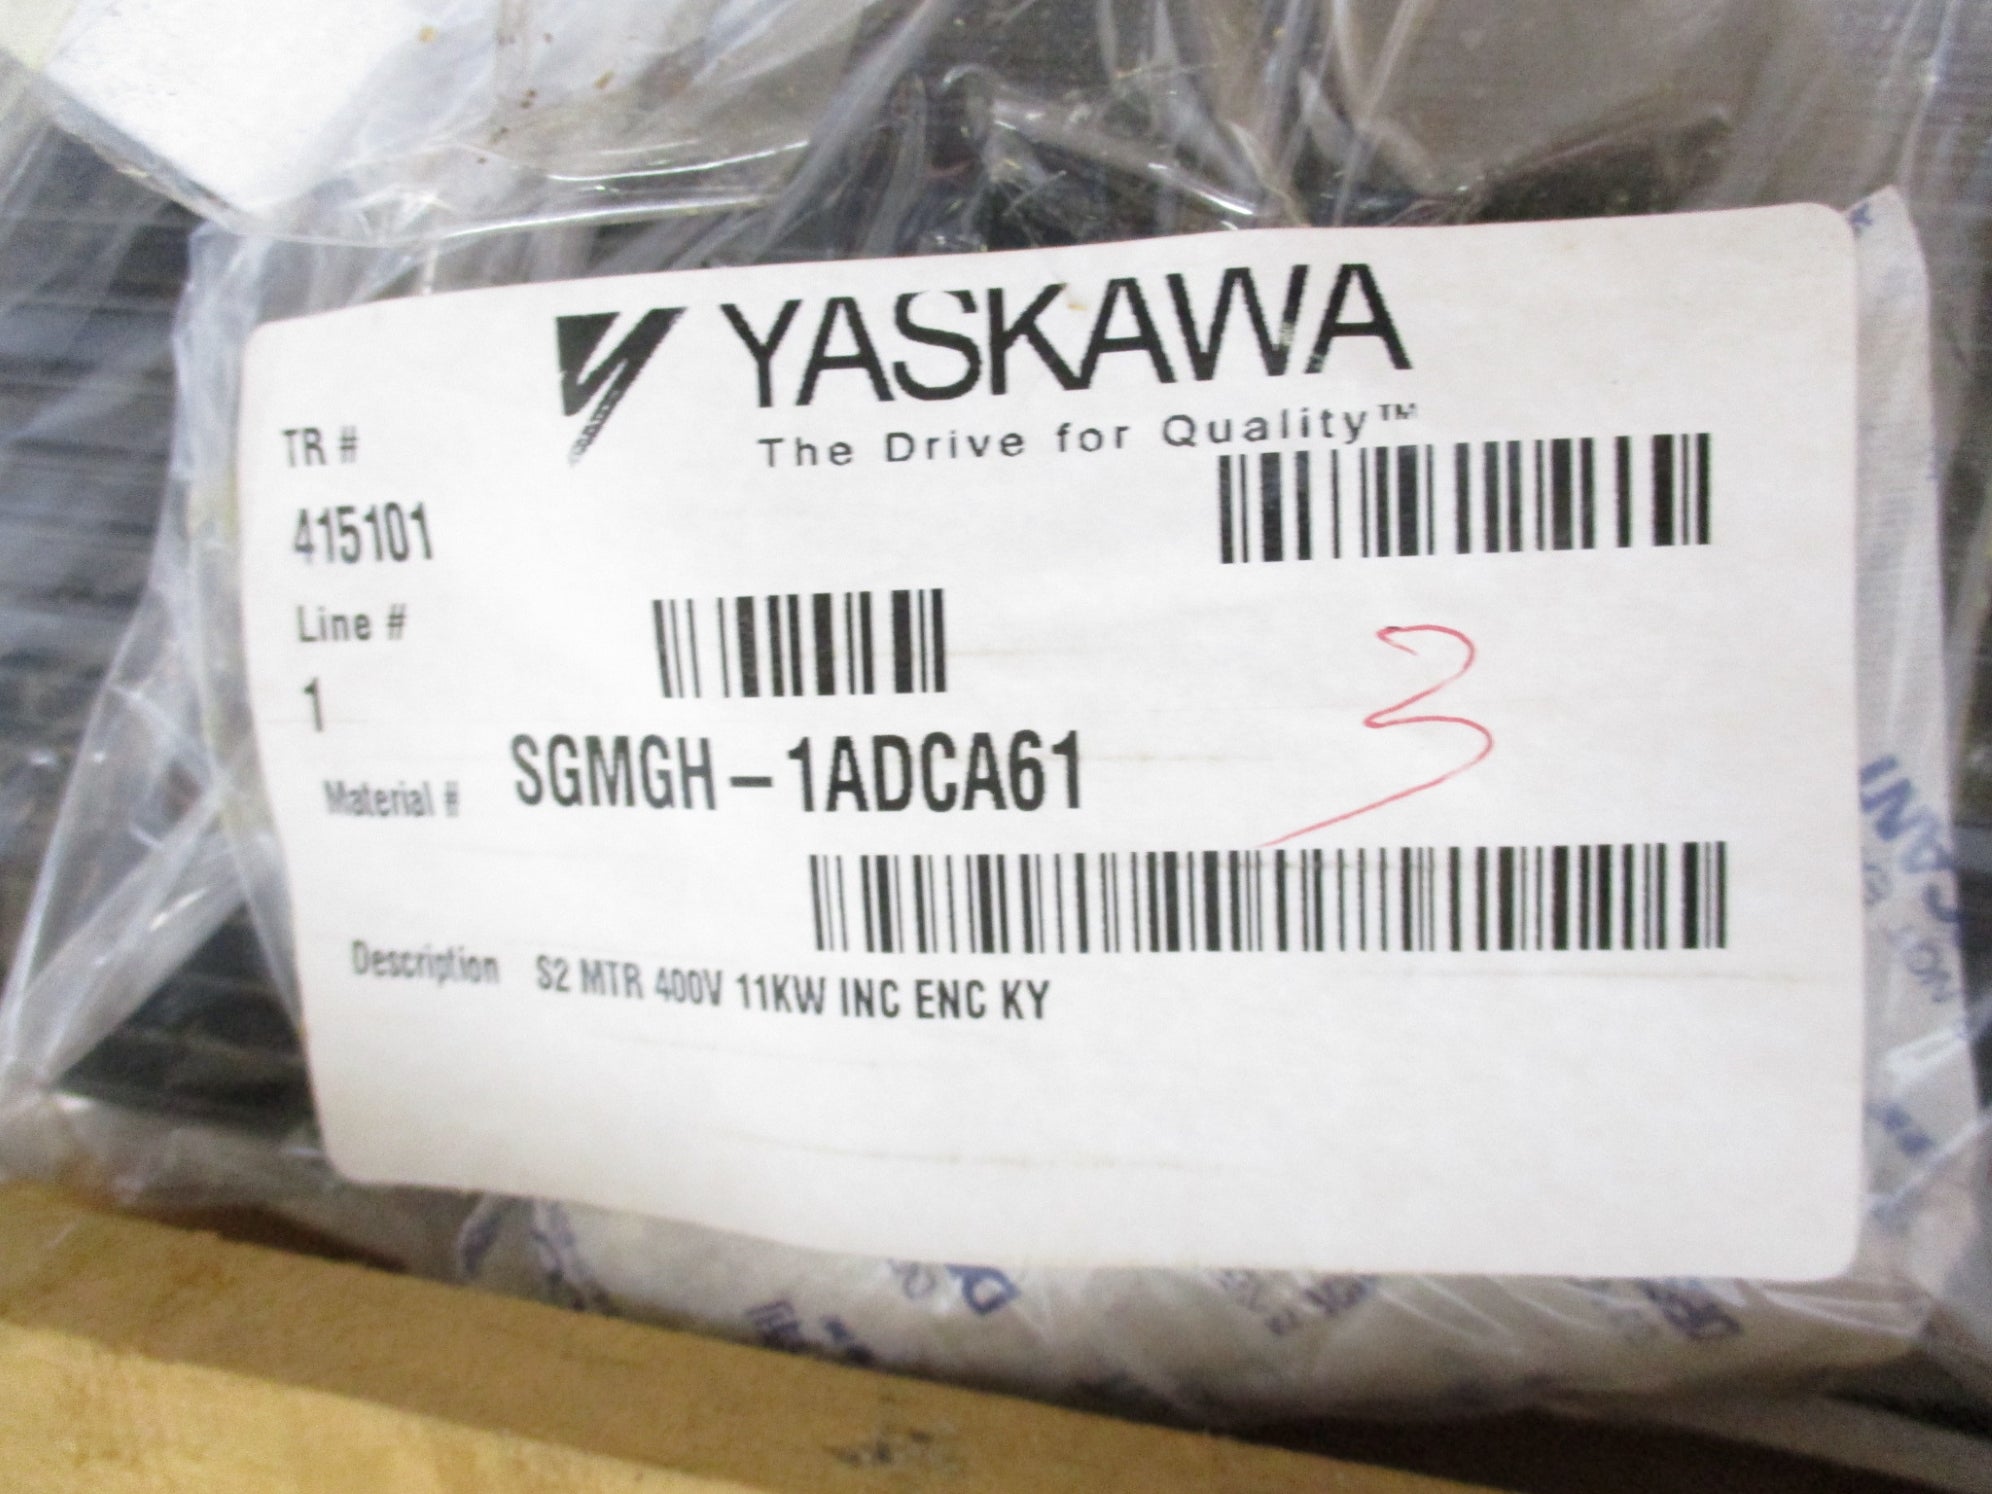 YASKAWA
The Drive for Quality™
TR #
415101
Line #
1
3
Material # SGMGH-1ADCA61
Description S2 MTR 400V 11KW INC ENC KY